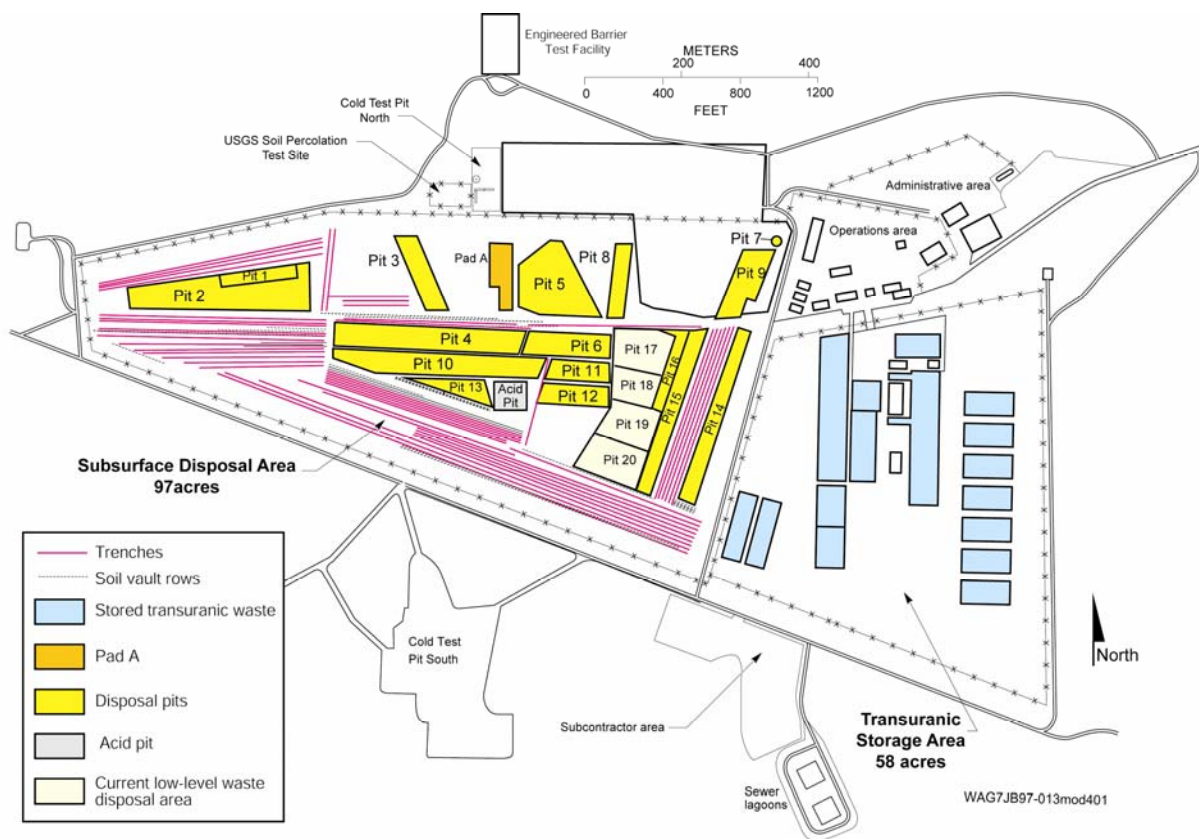 Engineered Barrier
Test Facility
METERS
200
400
0
400
800
1200
FEET
Cold Test Pit
North
USGS Soil Percolation
Test Site
Administrative area
Operations area
Pit 7
Pit 3
Pad A
Pit 5
Pit 8
Pit 9
Pit 1
Pit 2
Pit 4
Pit 6
Pit 17
Pit 16
Pit 10
Pit 11
Pit 18
Pit 13
Acid
Pit
Pit 12
Pit 15
Pit 14
Pit 19
Pit 20
Subsurface Disposal Area
97acres
Trenches
Soil vault rows
Stored transuranic waste
Pad A
Disposal pits
Acid pit
Current low-level waste
disposal area
Cold Test
Pit South
Subcontractor area
Sewer
lagoons
Transuranic
Storage Area
58 acres
North
WAG7JB97-013mod401